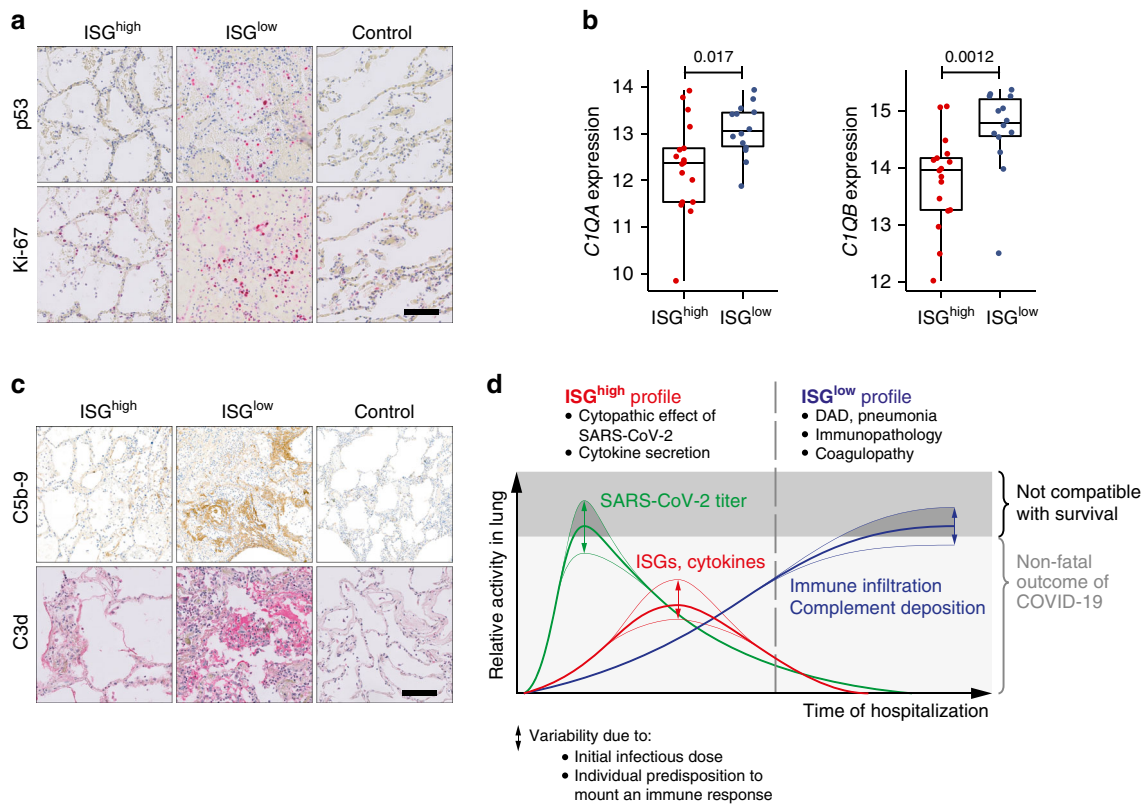 a
ISGhigh
ISGlow
Control
p53
Ki-67
b
0.017
14
13
12
11
10
C1QA expression
ISGhigh
ISGlow
0.0012
15
14
13
12
C1QB expression
ISGhigh
ISGlow
c
ISGhigh
ISGlow
Control
C5b-9
C3d
d
ISGhigh profile
• Cytopathic effect of
SARS-CoV-2
• Cytokine secretion
ISGlow profile
• DAD, pneumonia
• Immunopathology
• Coagulopathy
Relative activity in lung
SARS-CoV-2 titer
ISGs, cytokines
Immune infiltration
Complement deposition
Not compatible
with survival
Non-fatal
outcome of
COVID-19
Time of hospitalization
Variability due to:
• Initial infectious dose
• Individual predisposition to
mount an immune response